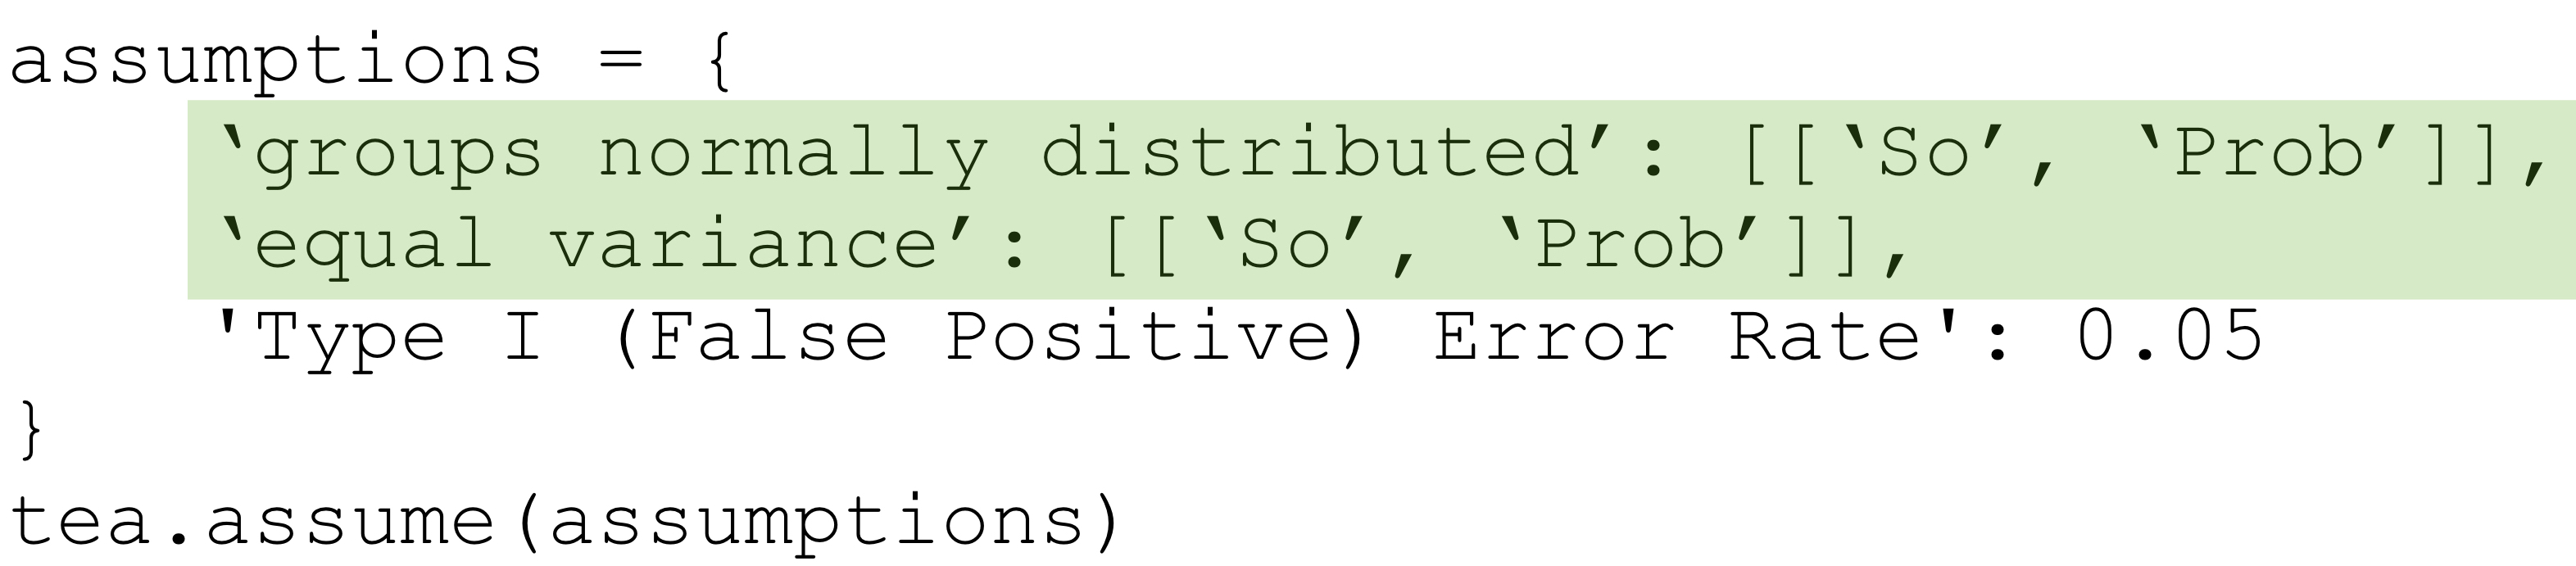 assumptions = {
‘groups normally distributed’: [[‘So’, ‘Prob’]],
‘equal variance’: [[‘So’, ‘Prob’]],
'Type I (False Positive) Error Rate': 0.05
}
tea.assume(assumptions)